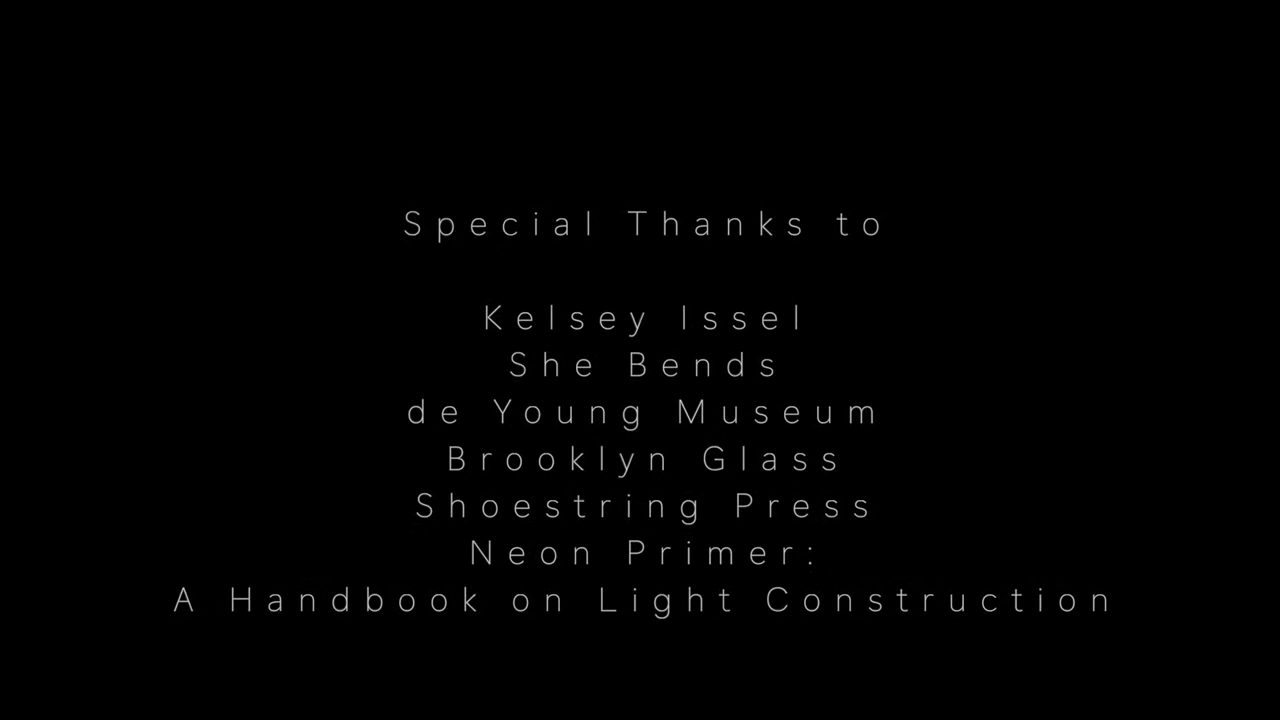 Special Thanks to
Kelsey Issel
She Bends
de Young Museum
Brooklyn Glass
Shoestring Press
Neon Primer:
A Handbook on Light Construction